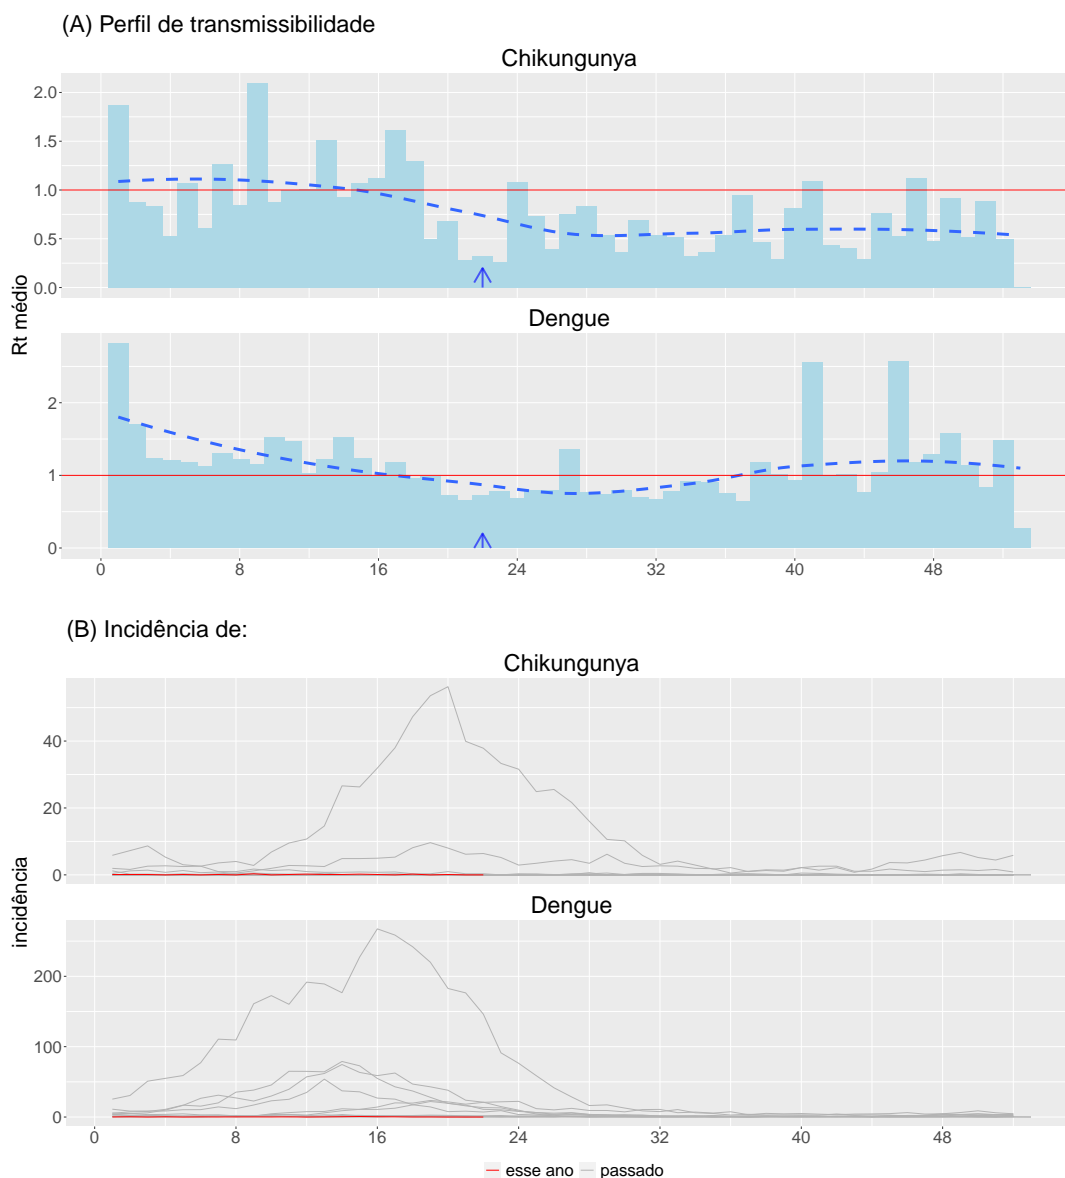 (A) Perfil de transmissibilidade
Chikungunya
2.0
1.5
1.0
0.5
0.0
Dengue
2
1
0
0 8 16 24 32 40 48
Rt médio
(B) Incidência de:
Chikungunya
40
20
0
Dengue
200
100
0
0 8 16 24 32 40 48
incidência
esse ano passado